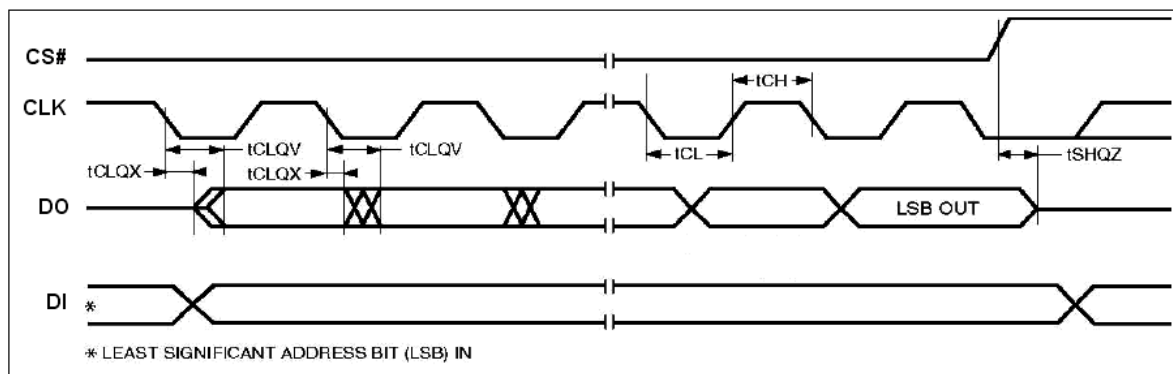 CS#
CLK
tCH
tCLQV
tCLQV
tCL
tSHQZ
tCLQX
tCLQX
DO
LSB OUT
DI
*
* LEAST SIGNIFICANT ADDRESS BIT (LSB) IN